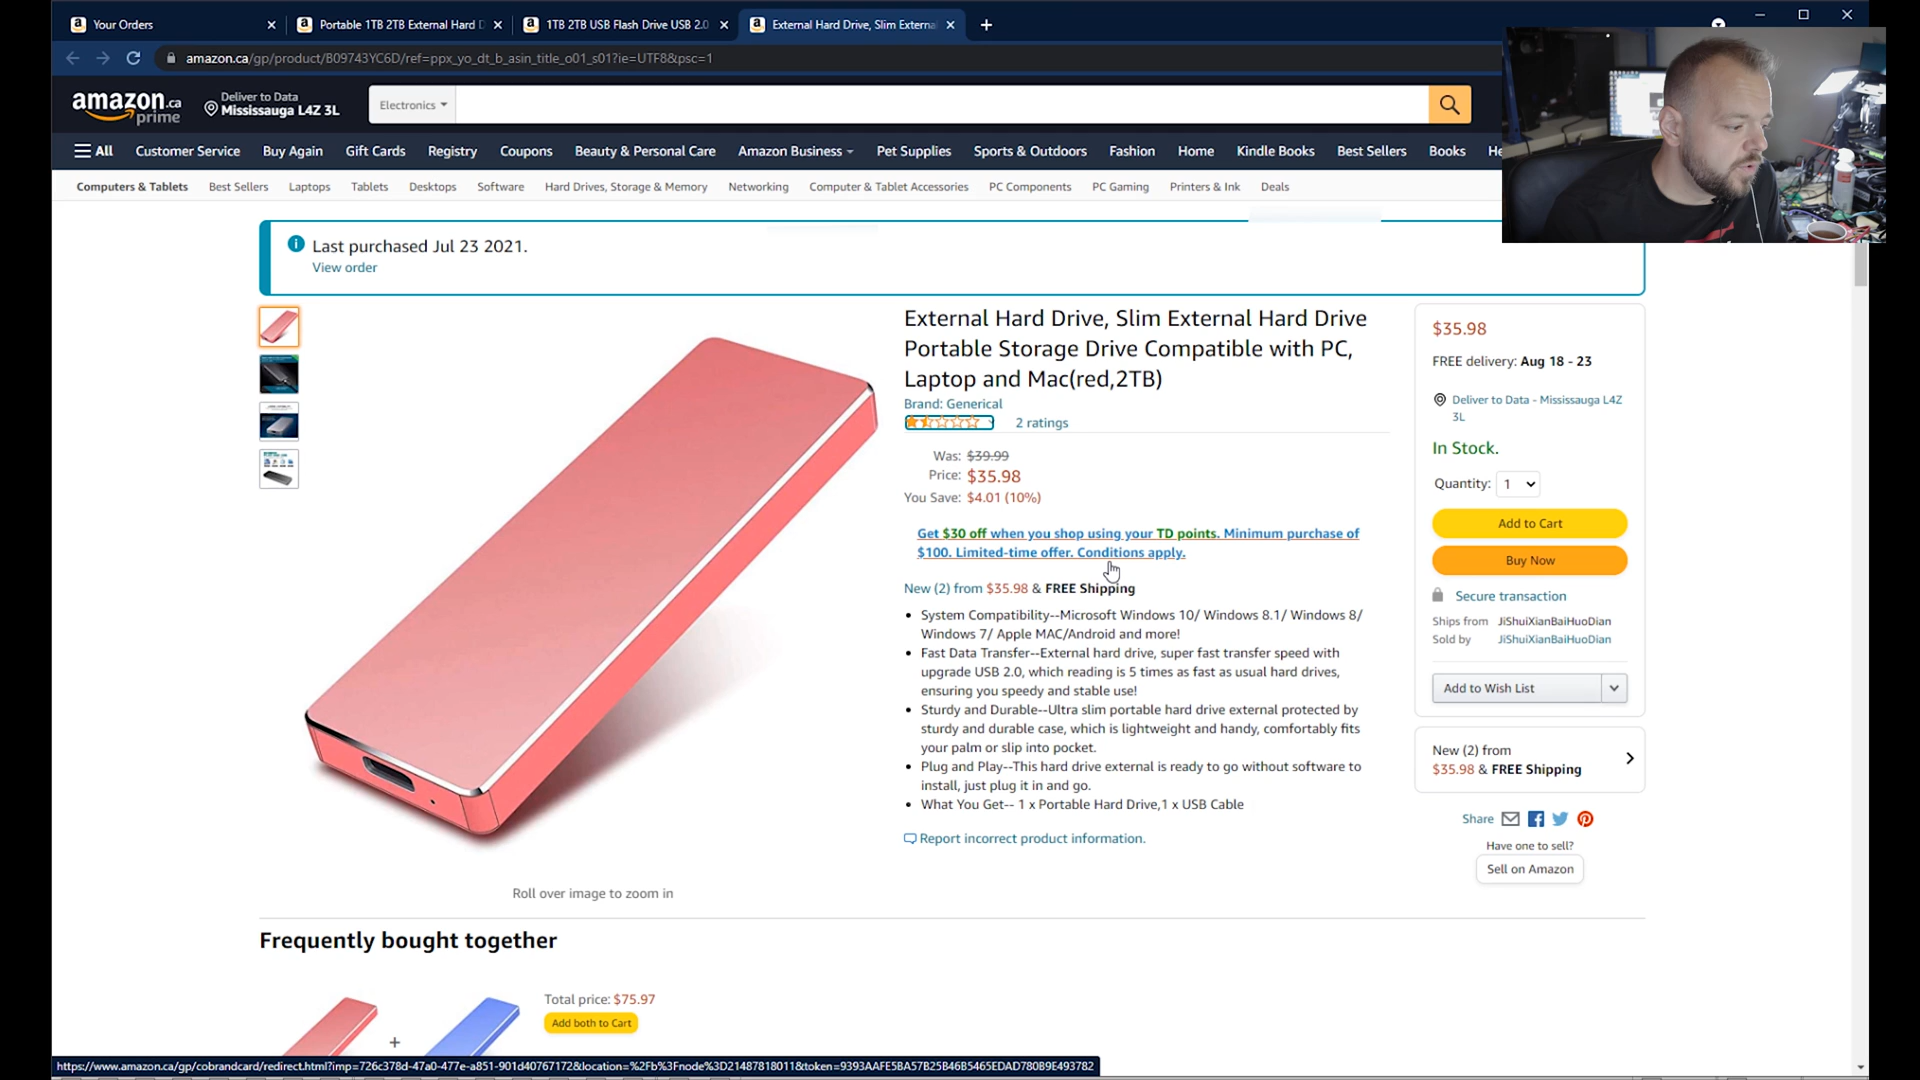 Your Orders
Portable 1TB 2TB External Hard D
1TB 2TB USB Flash Drive USB 2.0
External Hard Drive, Slim Externa
amazon.ca/gp/product/B09743YC6D/ref=ppx_yo_dt_b_asin_title_o01_s01?ie=UTF8&psc=1
amazon.ca
prime
Deliver to Data
Mississauga L4Z 3L
Electronics
All
Customer Service
Buy Again
Gift Cards
Registry
Coupons
Beauty & Personal Care
Amazon Business
Pet Supplies
Sports & Outdoors
Fashion
Home
Kindle Books
Best Sellers
Books
He
Computers & Tablets
Best Sellers
Laptops
Tablets
Desktops
Software
Hard Drives, Storage & Memory
Networking
Computer & Tablet Accessories
PC Components
PC Gaming
Printers & Ink
Deals
Last purchased Jul 23 2021.
View order
External Hard Drive, Slim External Hard Drive
Portable Storage Drive Compatible with PC,
Laptop and Mac(red,2TB)
Brand: Generical
2 ratings
Was: $39.99
Price: $35.98
You Save: $4.01 (10%)
Get $30 off when you shop using your TD points. Minimum purchase of
$100. Limited-time offer. Conditions apply.
New (2) from $35.98 & FREE Shipping
• System Compatibility--Microsoft Windows 10/ Windows 8.1/ Windows 8/
Windows 7/ Apple MAC/Android and more!
• Fast Data Transfer--External hard drive, super fast transfer speed with
upgrade USB 2.0, which reading is 5 times as fast as usual hard drives,
ensuring you speedy and stable use!
• Sturdy and Durable--Ultra slim portable hard drive external protected by
sturdy and durable case, which is lightweight and handy, comfortably fits
your palm or slip into pocket.
• Plug and Play--This hard drive external is ready to go without software to
install, just plug it in and go.
• What You Get-- 1 x Portable Hard Drive,1 x USB Cable
Report incorrect product information.
Roll over image to zoom in
$35.98
FREE delivery: Aug 18 - 23
Deliver to Data - Mississauga L4Z
3L
In Stock.
Quantity: 1
Add to Cart
Buy Now
Secure transaction
Ships from JiShuiXianBaiHuoDian
Sold by JiShuiXianBaiHuoDian
Add to Wish List
New (2) from
$35.98 & FREE Shipping
Share
Have one to sell?
Sell on Amazon
Frequently bought together
Total price: $75.97
Add both to Cart
+
https://www.amazon.ca/gp/cobrandcard/redirect.html?imp=726c378d-47a0-477e-a851-901d40767172&location=%2Fb%3Fnode%3D21487818011&token=9393AAFE5BA57B25B46B5465EDAD780B9E493782